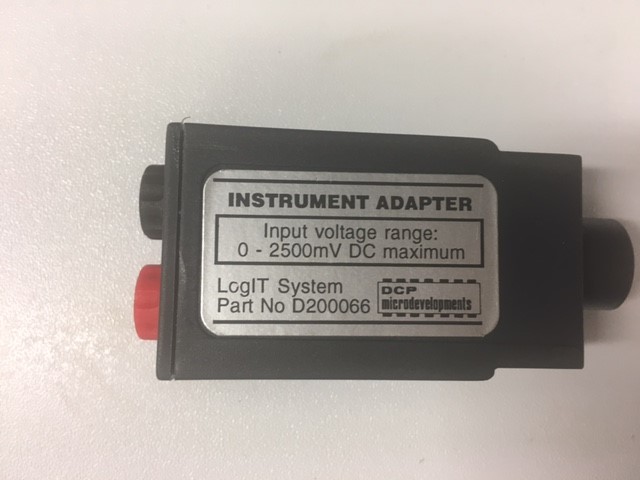 INSTRUMENT ADAPTER
Input voltage range:
0 - 2500mV DC maximum
LogIT System
Part No D200066
DCP
microdevelopments